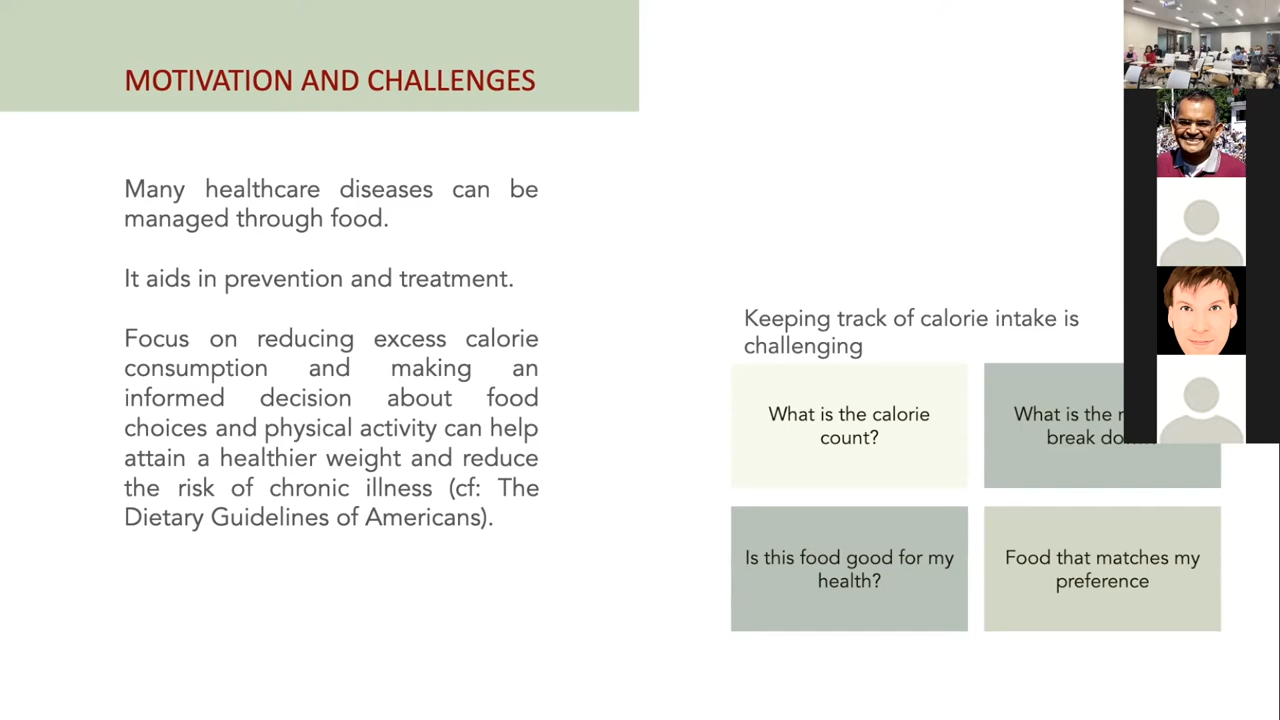 MOTIVATION AND CHALLENGES
Many healthcare diseases can be
managed through food.
It aids in prevention and treatment.
Focus on reducing excess calorie
consumption and making an
informed decision about food
choices and physical activity can help
attain a healthier weight and reduce
the risk of chronic illness (cf: The
Dietary Guidelines of Americans).
Keeping track of calorie intake is
challenging
What is the calorie
count?
What is the
break
Is this food good for my
health?
Food that matches my
preference